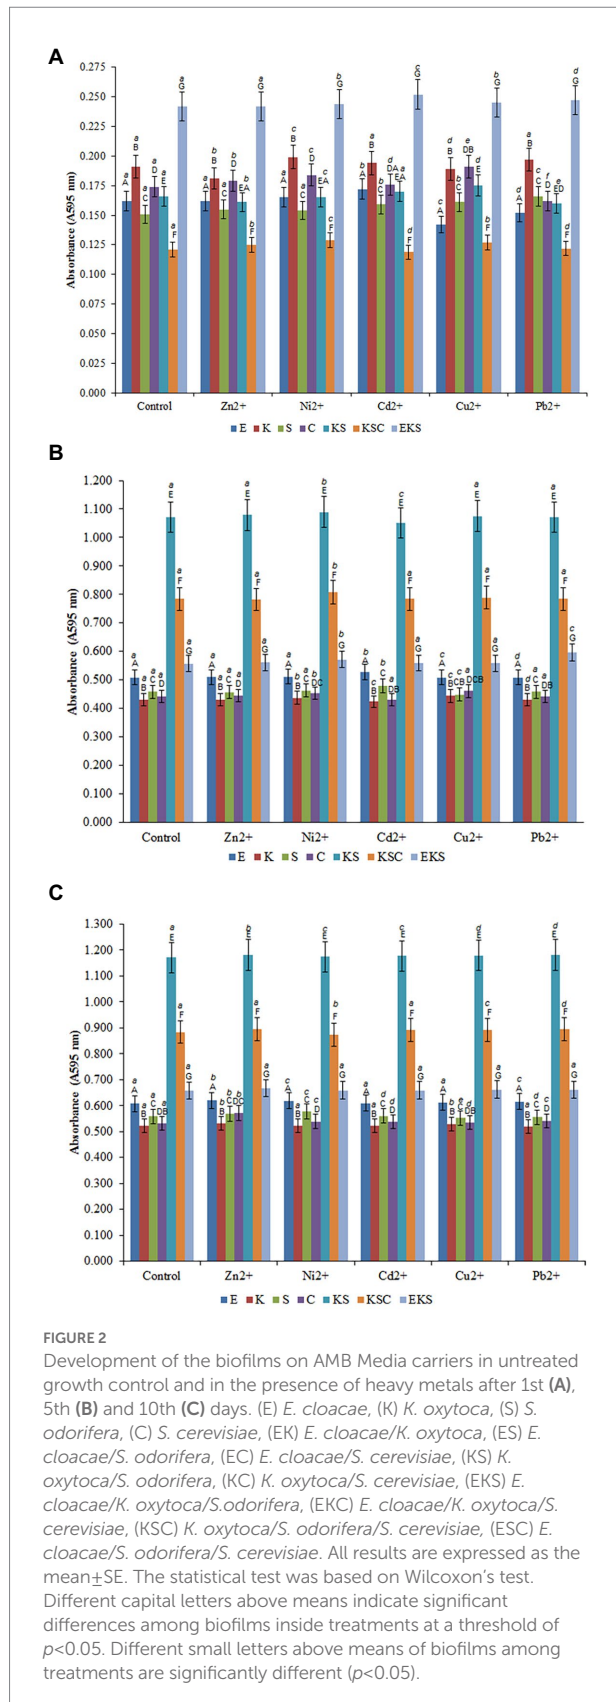 A
Absorbance (A595 nm)
0.275
0.250
0.225
0.200
0.175
0.150
0.125
0.100
0.075
0.050
0.025
0.000
Control Zn2+ Ni2+ Cd2+ Cu2+ Pb2+
E K S C KS KSC EKS
B
Absorbance (A595 nm)
1.200
1.100
1.000
0.900
0.800
0.700
0.600
0.500
0.400
0.300
0.200
0.100
0.000
Control Zn2+ Ni2+ Cd2+ Cu2+ Pb2+
E K S C KS KSC EKS
C
Absorbance (A595 nm)
1.300
1.200
1.100
1.000
0.900
0.800
0.700
0.600
0.500
0.400
0.300
0.200
0.100
0.000
Control Zn2+ Ni2+ Cd2+ Cu2+ Pb2+
E K S C KS KSC EKS
FIGURE 2
Development of the biofilms on AMB Media carriers in untreated
growth control and in the presence of heavy metals after 1st (A),
5th (B) and 10th (C) days. (E) E. cloacae, (K) K. oxytoca, (S) S.
odorifera, (C) S. cerevisiae, (EK) E. cloacae/K. oxytoca, (ES) E.
cloacae/S. odorifera, (EC) E. cloacae/S. cerevisiae, (KS) K.
oxytoca/S. odorifera, (KC) K. oxytoca/S. cerevisiae, (EKS) E.
cloacae/K. oxytoca/S.odorifera, (EKC) E. cloacae/K. oxytoca/S.
cerevisiae, (KSC) K. oxytoca/S. odorifera/S. cerevisiae, (ESC) E.
cloacae/S. odorifera/S. cerevisiae. All results are expressed as the
mean±SE. The statistical test was based on Wilcoxon's test.
Different capital letters above means indicate significant
differences among biofilms inside treatments at a threshold of
p<0.05. Different small letters above means of biofilms among
treatments are significantly different (p<0.05).